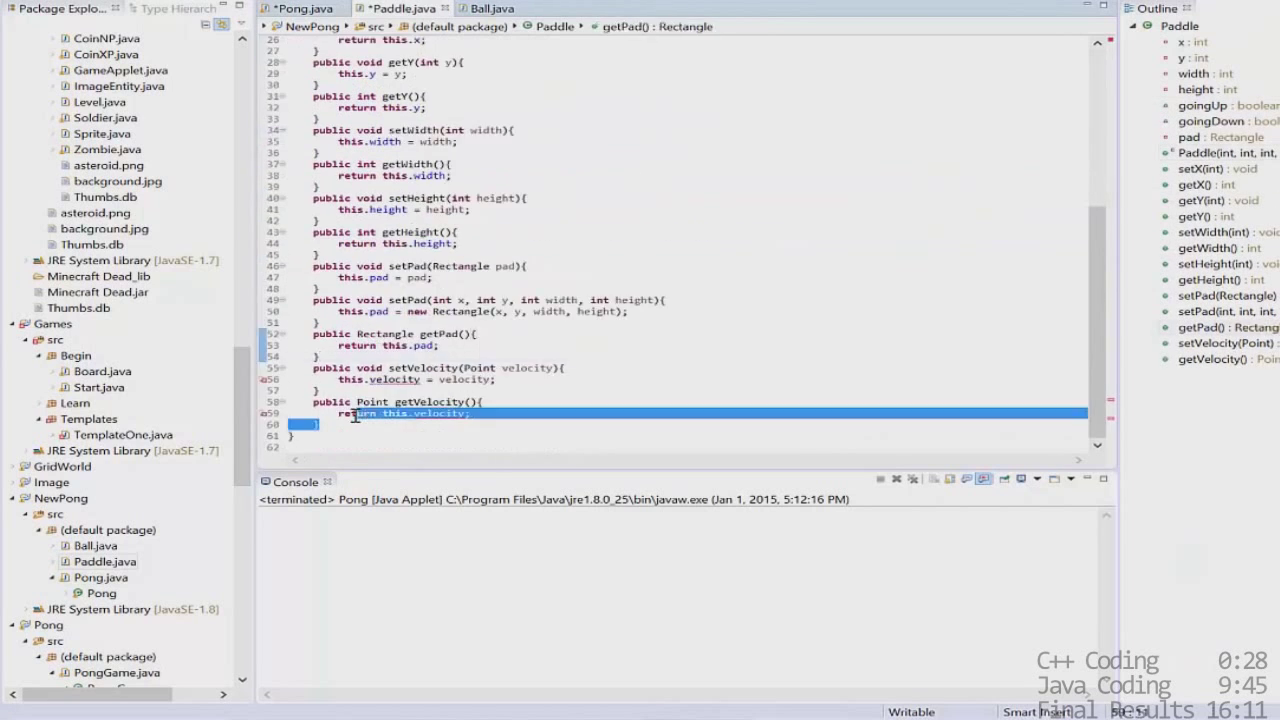 Package Explo...
Type Hierarch
CoinNP.java
CoinXP.java
GameApplet.java
ImageEntity.java
Level.java
Soldier.java
Sprite.java
Zombie.java
asteroid.png
background.jpg
Thumbs.db
asteroid.png
background.jpg
Thumbs.db
JRE System Library [JavaSE-1.7]
Minecraft Dead_lib
Minecraft Dead.jar
Thumbs.db
Games
src
Begin
Board.java
Start.java
Learn
Templates
TemplateOne.java
JRE System Library [JavaSE-1.7]
GridWorld
Image
NewPong
src
(default package)
Ball.java
Paddle.java
Pong.java
Pong
JRE System Library [JavaSE-1.8]
Pong
src
(default package)
PongGame.java
*Pong.java
*Paddle.java
Ball.java
NewPong
src
(default package)
Paddle
getPad() : Rectangle
26 return this.x;
27 }
28 public void getY(int y){
29 this.y = y;
30 }
31 public int getY(){
32 return this.y;
33 }
34 public void setWidth(int width){
35 this.width = width;
36 }
37 public int getWidth(){
38 return this.width;
39 }
40 public void setHeight(int height){
41 this.height = height;
42 }
43 public int getHeight(){
44 return this.height;
45 }
46 public void setPad(Rectangle pad){
47 this.pad = pad;
48 }
49 public void setPad(int x, int y, int width, int height){
50 this.pad = new Rectangle(x, y, width, height);
51 }
52 public Rectangle getPad(){
53 return this.pad;
54 }
55 public void setVelocity(Point velocity){
56 this.velocity = velocity;
57 }
58 public Point getVelocity(){
59 return this.velocity;
60 }
61 }
62
Console
<terminated> Pong [Java Applet] C:\Program Files\Java\jre1.8.0_25\bin\javaw.exe (Jan 1, 2015, 5:12:16 PM)
Outline
Paddle
x : int
y : int
width : int
height : int
goingUp : boolean
goingDown : boolea
pad : Rectangle
Paddle(int, int, int,
setX(int) : void
getX() : int
getY(int) : void
getY() : int
setWidth(int) : void
getWidth() : int
setHeight(int) : voi
getHeight() : int
setPad(Rectangle)
setPad(int, int, int,
getPad() : Rectang
setVelocity(Point)
getVelocity() : Poin
C++ Coding 0:28
Java Coding 9:45
Final Results 16:11
Writable
Smart Insert